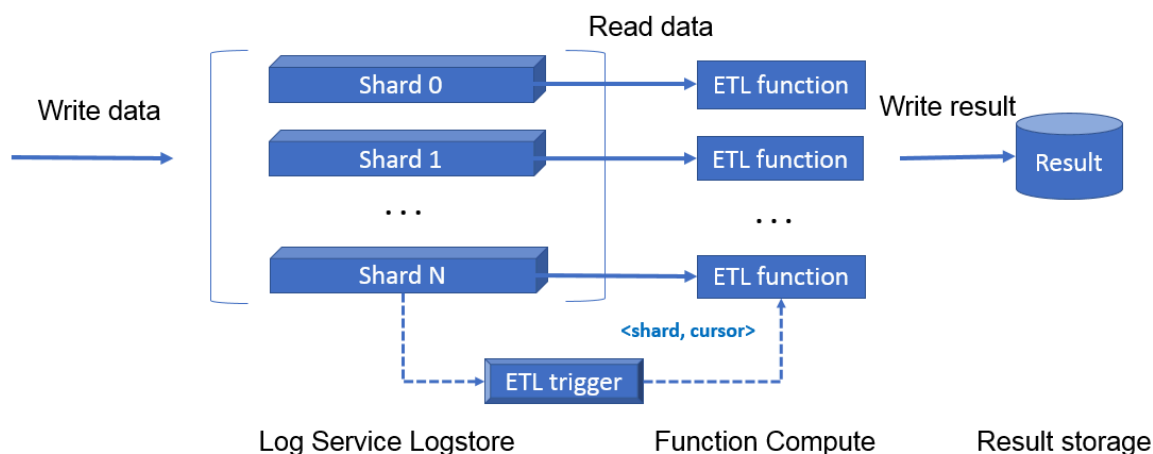 Read data
Write data
Shard 0
ETL function
Write result
Shard 1
ETL function
Result
. . .
. . .
Shard N
ETL function
<shard, cursor>
ETL trigger
Log Service Logstore
Function Compute
Result storage